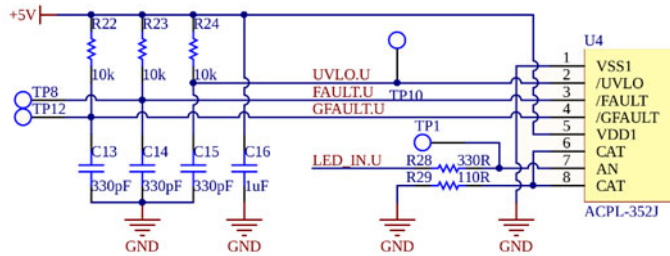 +5V
R22
R23
R24
U4
10k
10k
10k
UVLO.U
FAULT.U
GFAULT.U
TP8
TP12
TP10
TP1
1
2
3
4
5
6
7
8
VSS1
/UVLO
/FAULT
/GFAULT
VDD1
CAT
AN
CAT
C13
C14
C15
C16
330pF
330pF
330pF
1uF
LED_IN.U
R28
330R
R29
110R
ACPL-352J
GND
GND
GND
GND